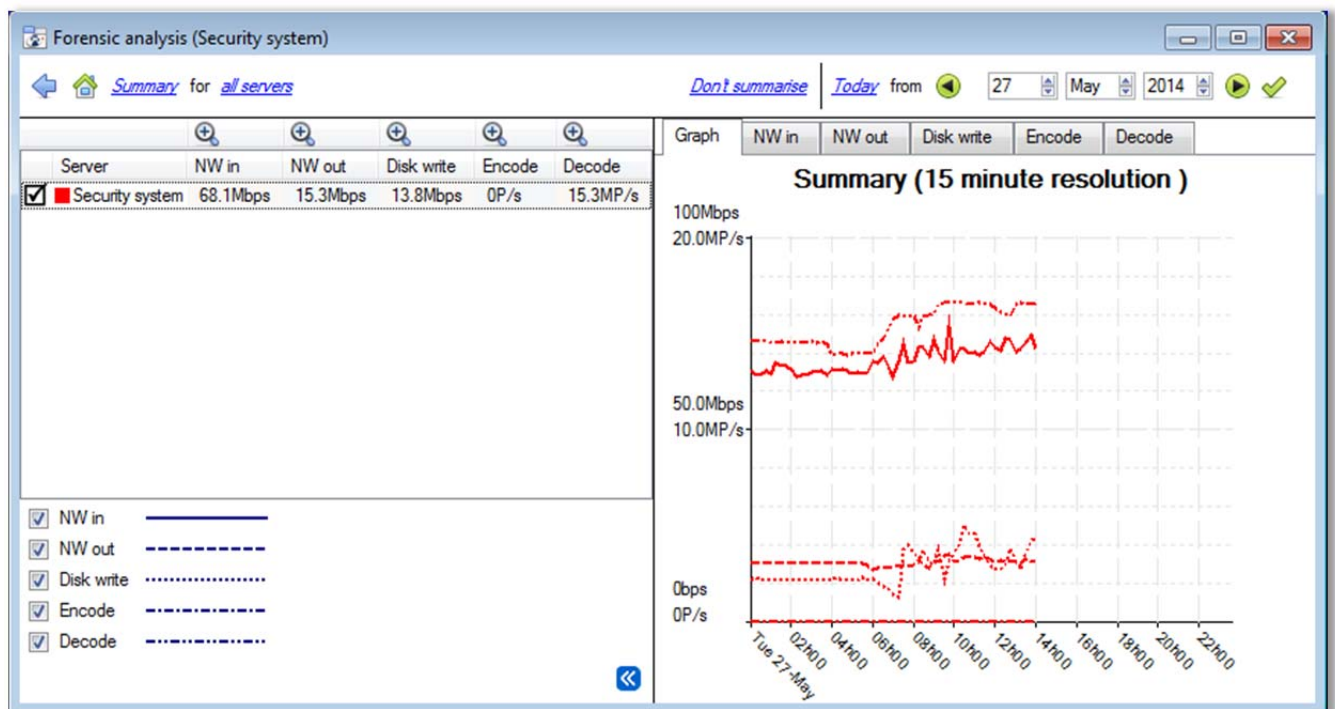 Forensic analysis (Security system)
Summary for all servers
Don't summarise Today from 27 May 2014
Server NW in NW out Disk write Encode Decode
Security system 68.1Mbps 15.3Mbps 13.8Mbps 0P/s 15.3MP/s
NW in
NW out
Disk write
Encode
Decode
Graph NW in NW out Disk write Encode Decode
Summary (15 minute resolution )
100Mbps
20.0MP/s
50.0Mbps
10.0MP/s
0bps
0P/s
Tue 27-May 02h00 04h00 06h00 08h00 10h00 12h00 14h00 16h00 18h00 20h00 22h00